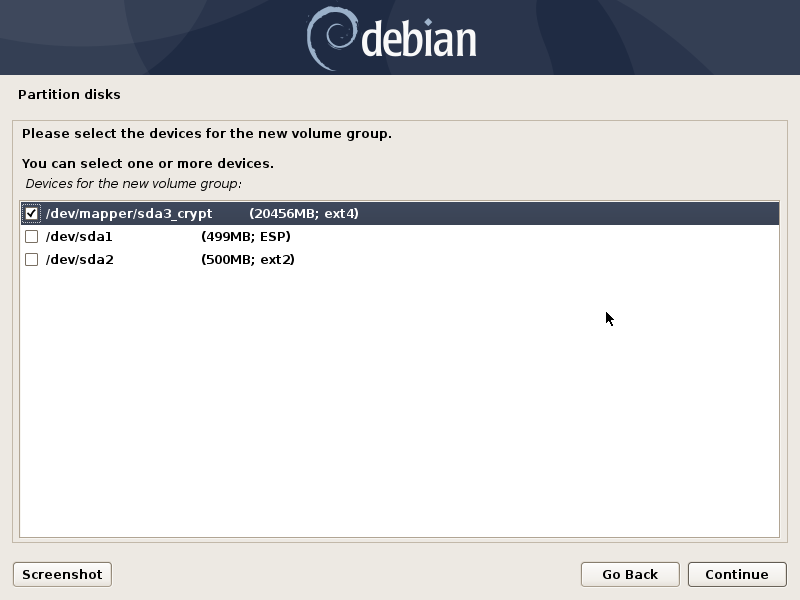 debian
Partition disks
Please select the devices for the new volume group.
You can select one or more devices.
Devices for the new volume group:
/dev/mapper/sda3_crypt (20456MB; ext4)
/dev/sda1 (499MB; ESP)
/dev/sda2 (500MB; ext2)
Screenshot Go Back Continue